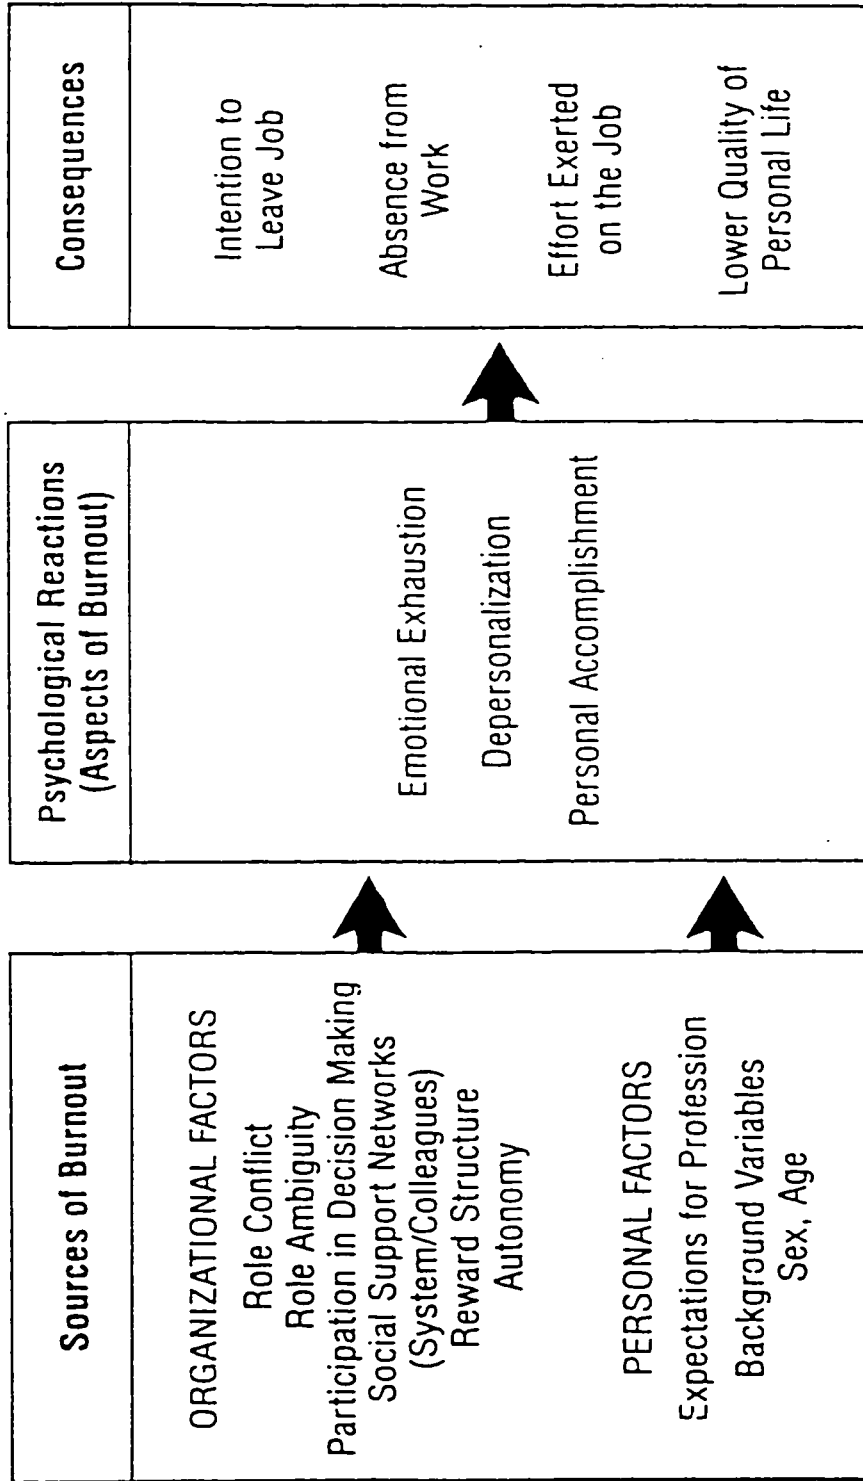 Sources of Burnout
ORGANIZATIONAL FACTORS
Role Conflict
Role Ambiguity
Participation in Decision Making
Social Support Networks
(System/Colleagues)
Reward Structure
Autonomy
PERSONAL FACTORS
Expectations for Profession
Background Variables
Sex, Age
Psychological Reactions
(Aspects of Burnout)
Emotional Exhaustion
Depersonalization
Personal Accomplishment
Consequences
Intention to
Leave Job
Absence from
Work
Effort Exerted
on the Job
Lower Quality of
Personal Life